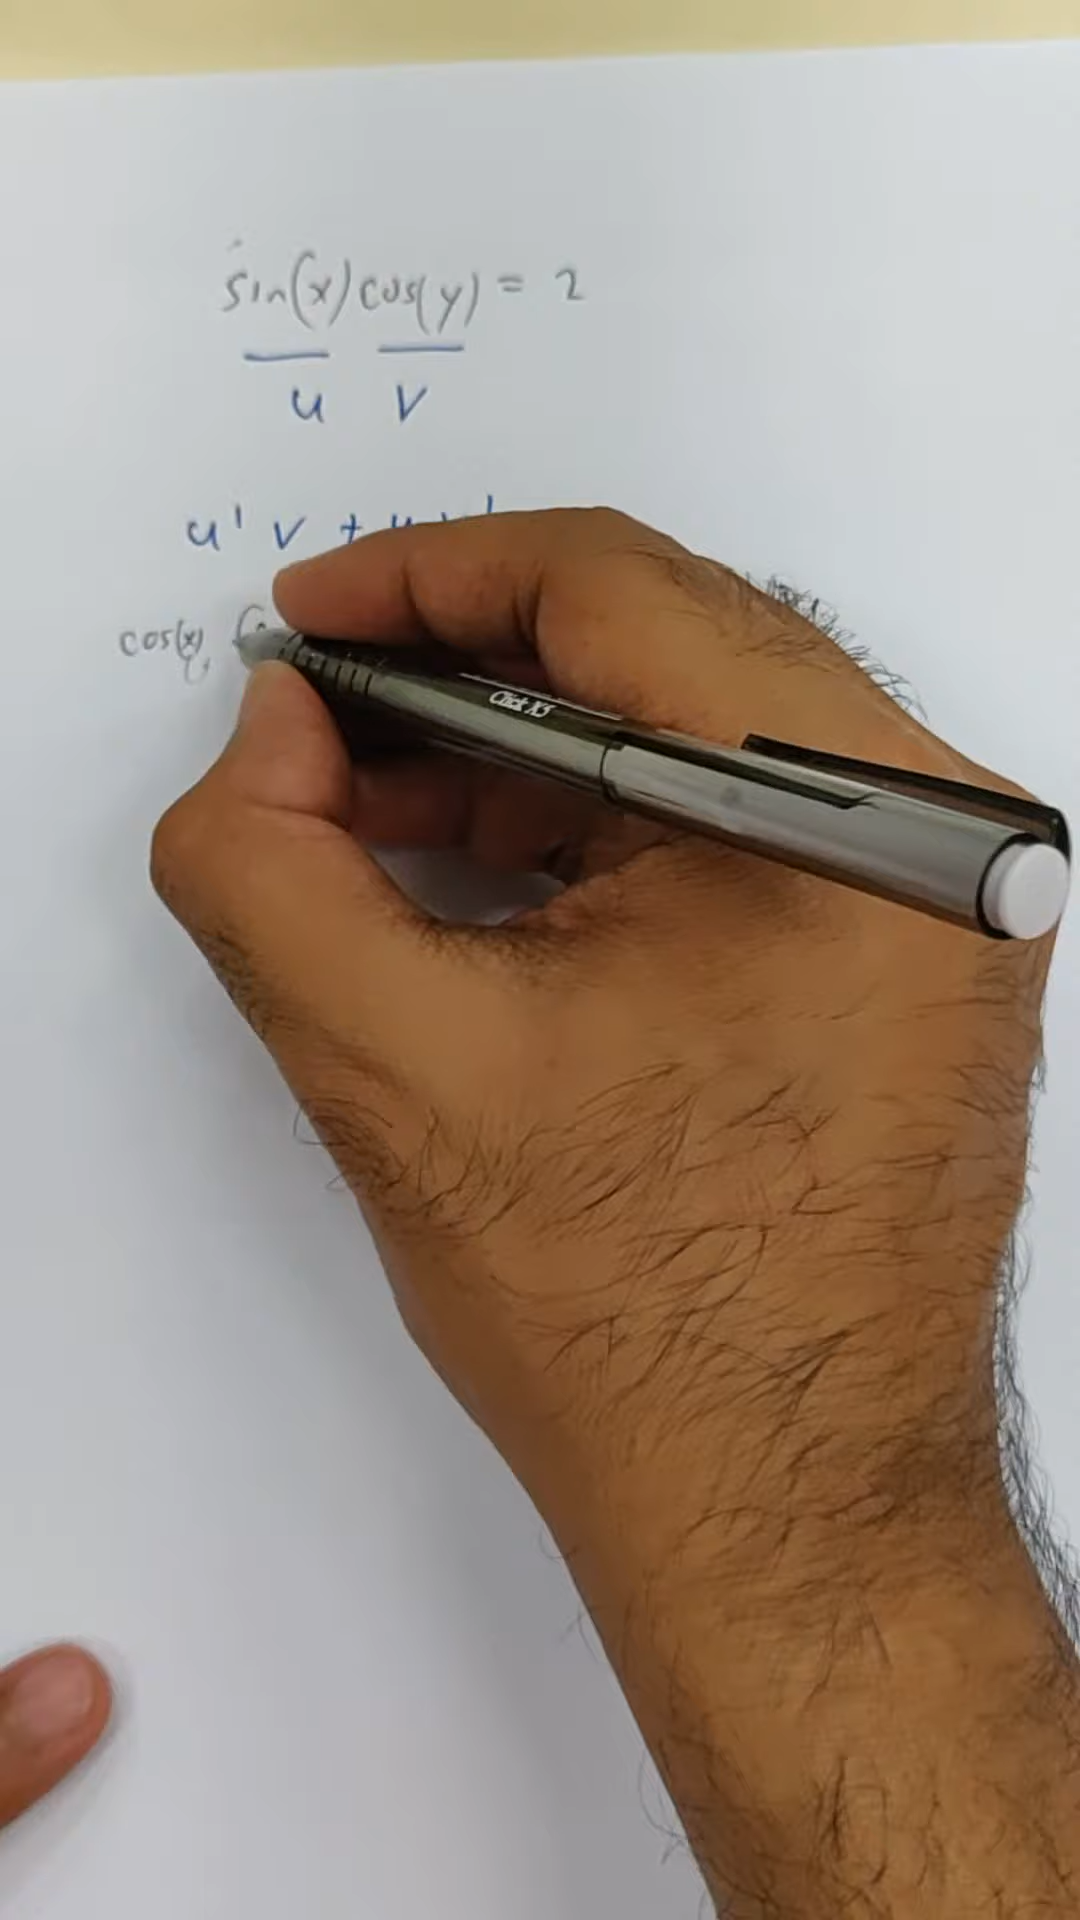 sin(x) cos(y) = 2
u v
u' v + u v'
cos(x)
Click X5